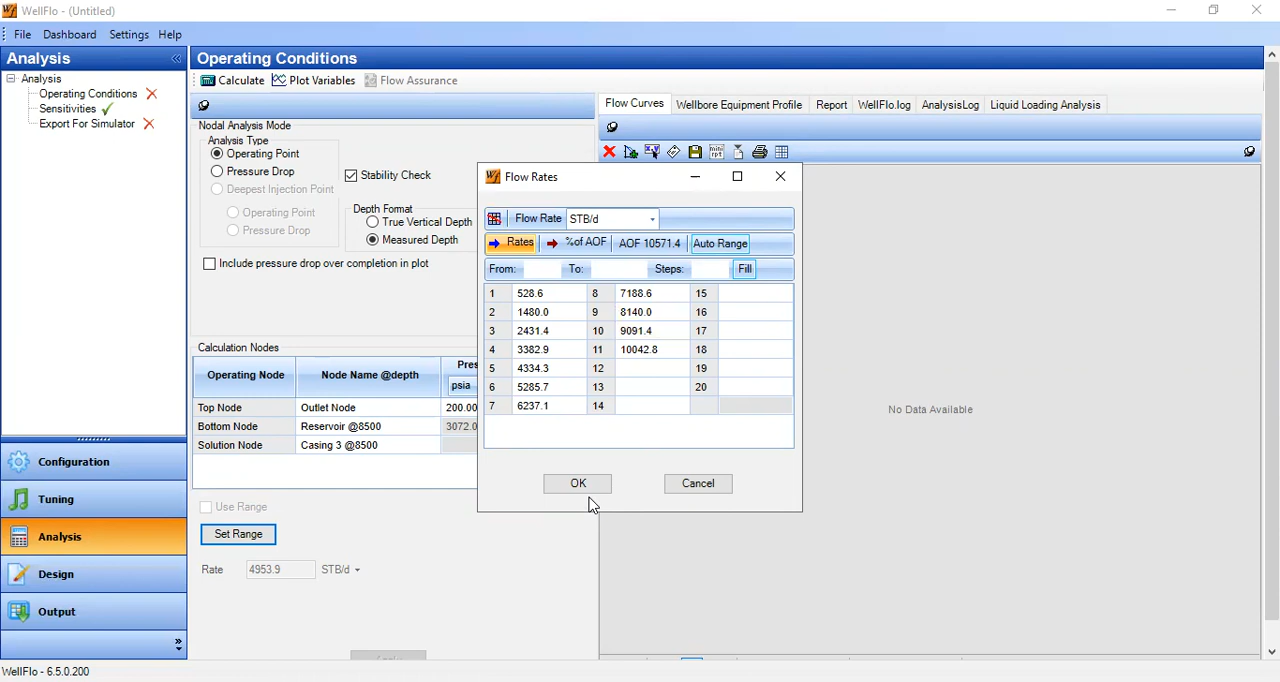 WellFlo - (Untitled)
File Dashboard Settings Help
Analysis
Operating Conditions
Analysis
Operating Conditions
Sensitivities
Export For Simulator
Calculate Plot Variables Flow Assurance
Nodal Analysis Mode
Analysis Type
Operating Point
Pressure Drop
Deepest Injection Point
Operating Point
Pressure Drop
Stability Check
Depth Format
True Vertical Depth
Measured Depth
Include pressure drop over completion in plot
Calculation Nodes
Operating Node Node Name @depth Pres
psia
Top Node Outlet Node 200.00
Bottom Node Reservoir @8500 3072.0
Solution Node Casing 3 @8500
Use Range
Set Range
Rate 4953.9 STB/d
Flow Curves Wellbore Equipment Profile Report WellFlo.log AnalysisLog Liquid Loading Analysis
No Data Available
Flow Rates
Flow Rate STB/d
Rates %of AOF AOF 10571.4 Auto Range
From: To: Steps: Fill
1 528.6 8 7188.6 15
2 1480.0 9 8140.0 16
3 2431.4 10 9091.4 17
4 3382.9 11 10042.8 18
5 4334.3 12 19
6 5285.7 13 20
7 6237.1 14
OK Cancel
Configuration
Tuning
Analysis
Design
Output
WellFlo - 6.5.0.200